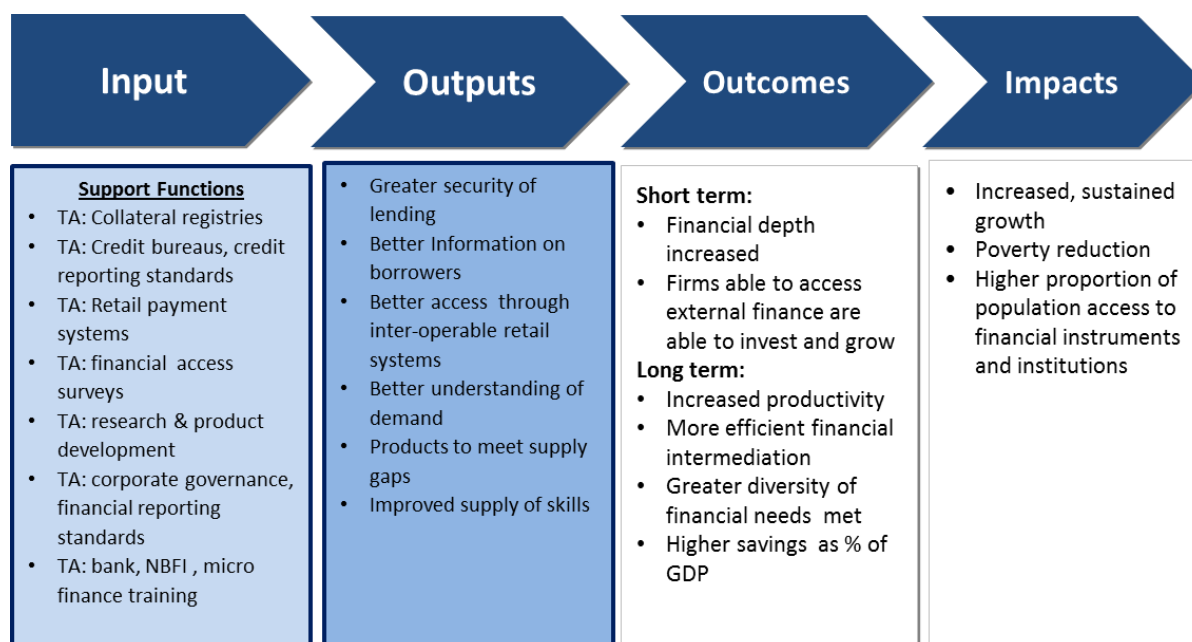 Input
Outputs
Outcomes
Impacts
Support Functions
• TA: Collateral registries
• TA: Credit bureaus, credit
reporting standards
• TA: Retail payment
systems
• TA: financial access
surveys
• TA: research & product
development
• TA: corporate governance,
financial reporting
standards
• TA: bank, NBFI , micro
finance training
• Greater security of
lending
• Better Information on
borrowers
• Better access through
inter-operable retail
systems
• Better understanding of
demand
• Products to meet supply
gaps
• Improved supply of skills
Short term:
• Financial depth
increased
• Firms able to access
external finance are
able to invest and grow
Long term:
• Increased productivity
• More efficient financial
intermediation
• Greater diversity of
financial needs met
• Higher savings as % of
GDP
• Increased, sustained
growth
• Poverty reduction
• Higher proportion of
population access to
financial instruments
and institutions